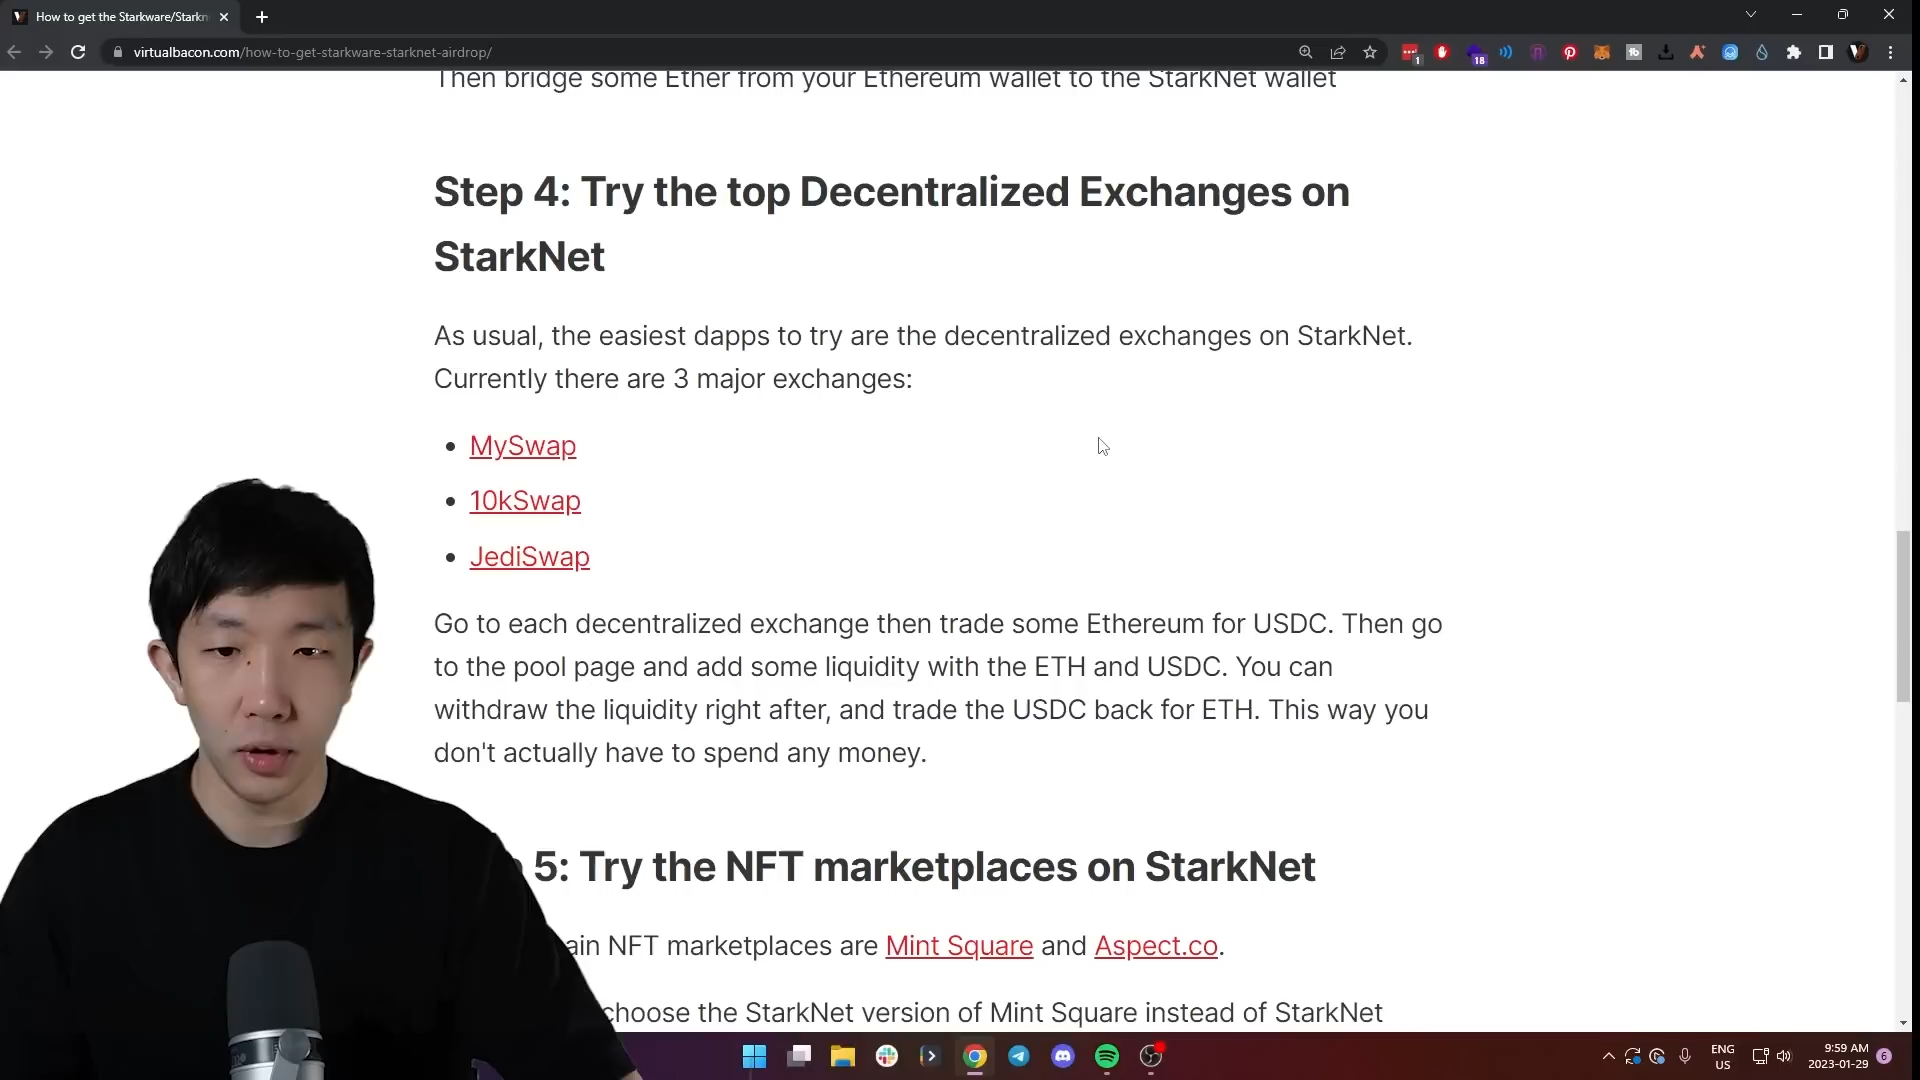 How to get the Starkware/Starkn
virtualbacon.com/how-to-get-starkware-starknet-airdrop/
1
18
Then bridge some Ether from your Ethereum wallet to the StarkNet wallet
Step 4: Try the top Decentralized Exchanges on
StarkNet
As usual, the easiest dapps to try are the decentralized exchanges on StarkNet.
Currently there are 3 major exchanges:
• MySwap
• 10kSwap
• JediSwap
Go to each decentralized exchange then trade some Ethereum for USDC. Then go
to the pool page and add some liquidity with the ETH and USDC. You can
withdraw the liquidity right after, and trade the USDC back for ETH. This way you
don't actually have to spend any money.
5: Try the NFT marketplaces on StarkNet
ain NFT marketplaces are Mint Square and Aspect.co.
choose the StarkNet version of Mint Square instead of StarkNet
ENG
US
9:59 AM
2023-01-29
6